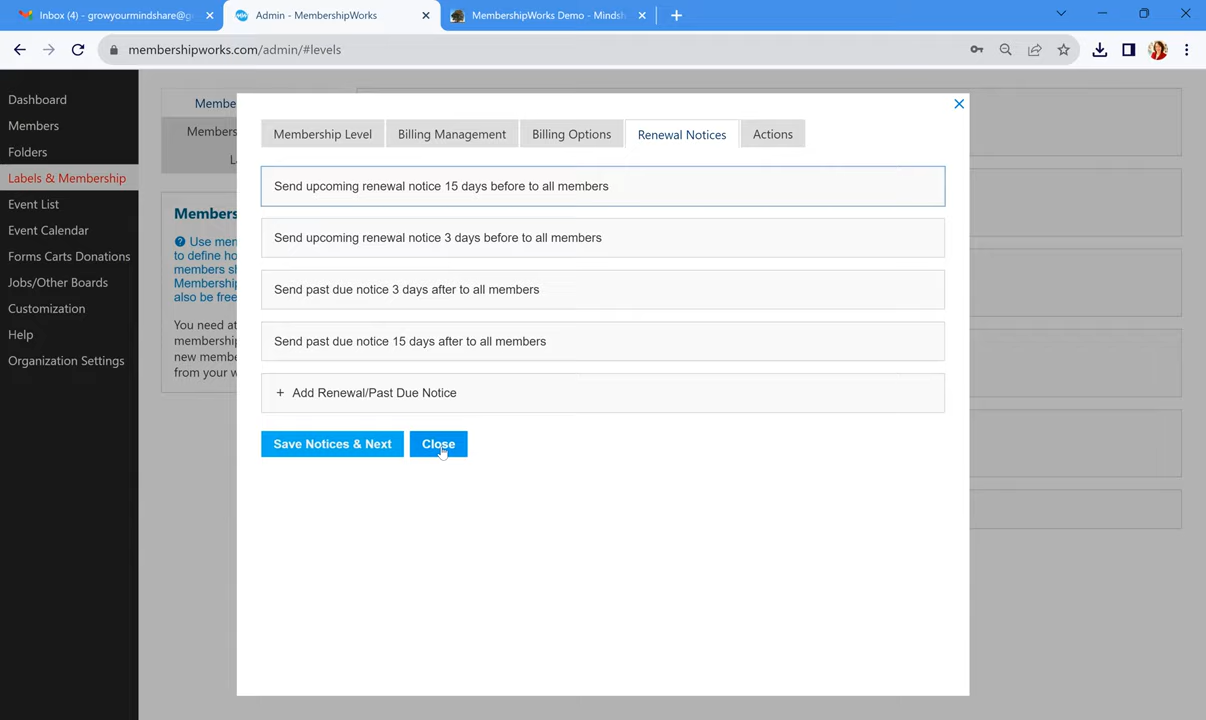 Inbox (4) - growyourmindshare@g
Admin - MembershipWorks
MembershipWorks Demo - Minds
membershipworks.com/admin/#levels
Dashboard
Members
Folders
Labels & Membership
Event List
Event Calendar
Forms Carts Donations
Jobs/Other Boards
Customization
Help
Organization Settings
Membe
Members
L
Members
Use mem
to define ho
members s
Membership
also be free
You need at
membership
new membe
from your w
Membership Level
Billing Management
Billing Options
Renewal Notices
Actions
Send upcoming renewal notice 15 days before to all members
Send upcoming renewal notice 3 days before to all members
Send past due notice 3 days after to all members
Send past due notice 15 days after to all members
+ Add Renewal/Past Due Notice
Save Notices & Next
Close